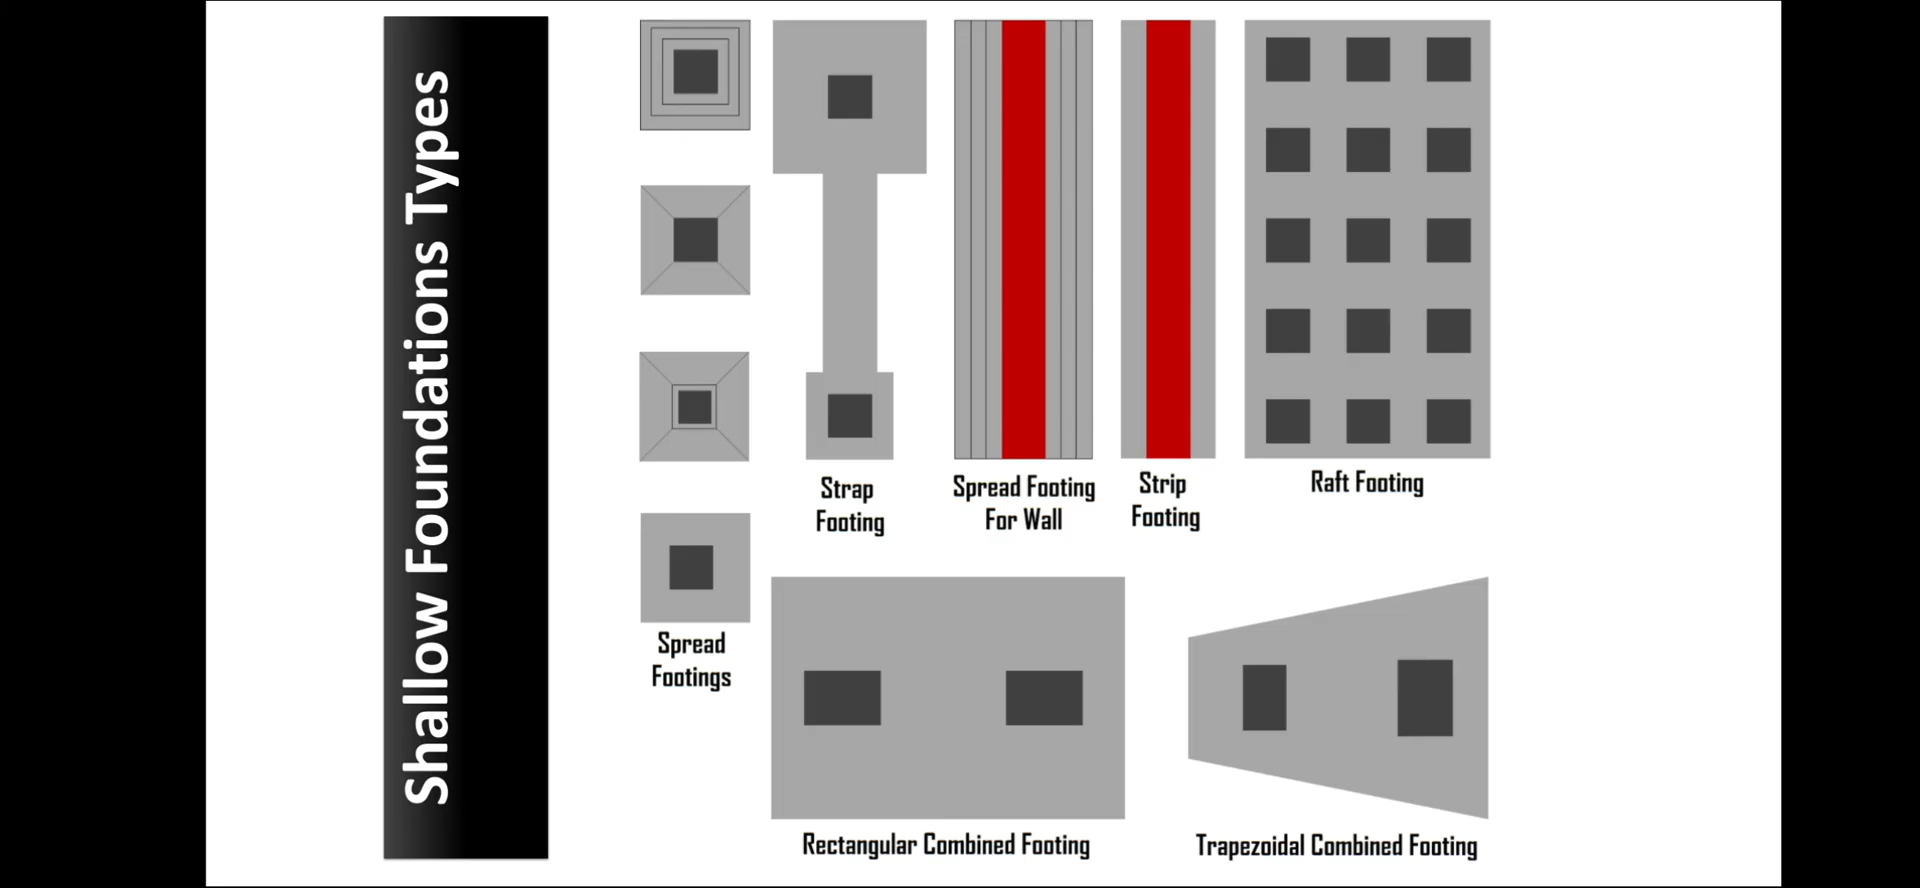 Shallow Foundations Types
Strap
Footing
Spread Footing
For Wall
Strip
Footing
Raft Footing
Spread
Footings
Rectangular Combined Footing
Trapezoidal Combined Footing